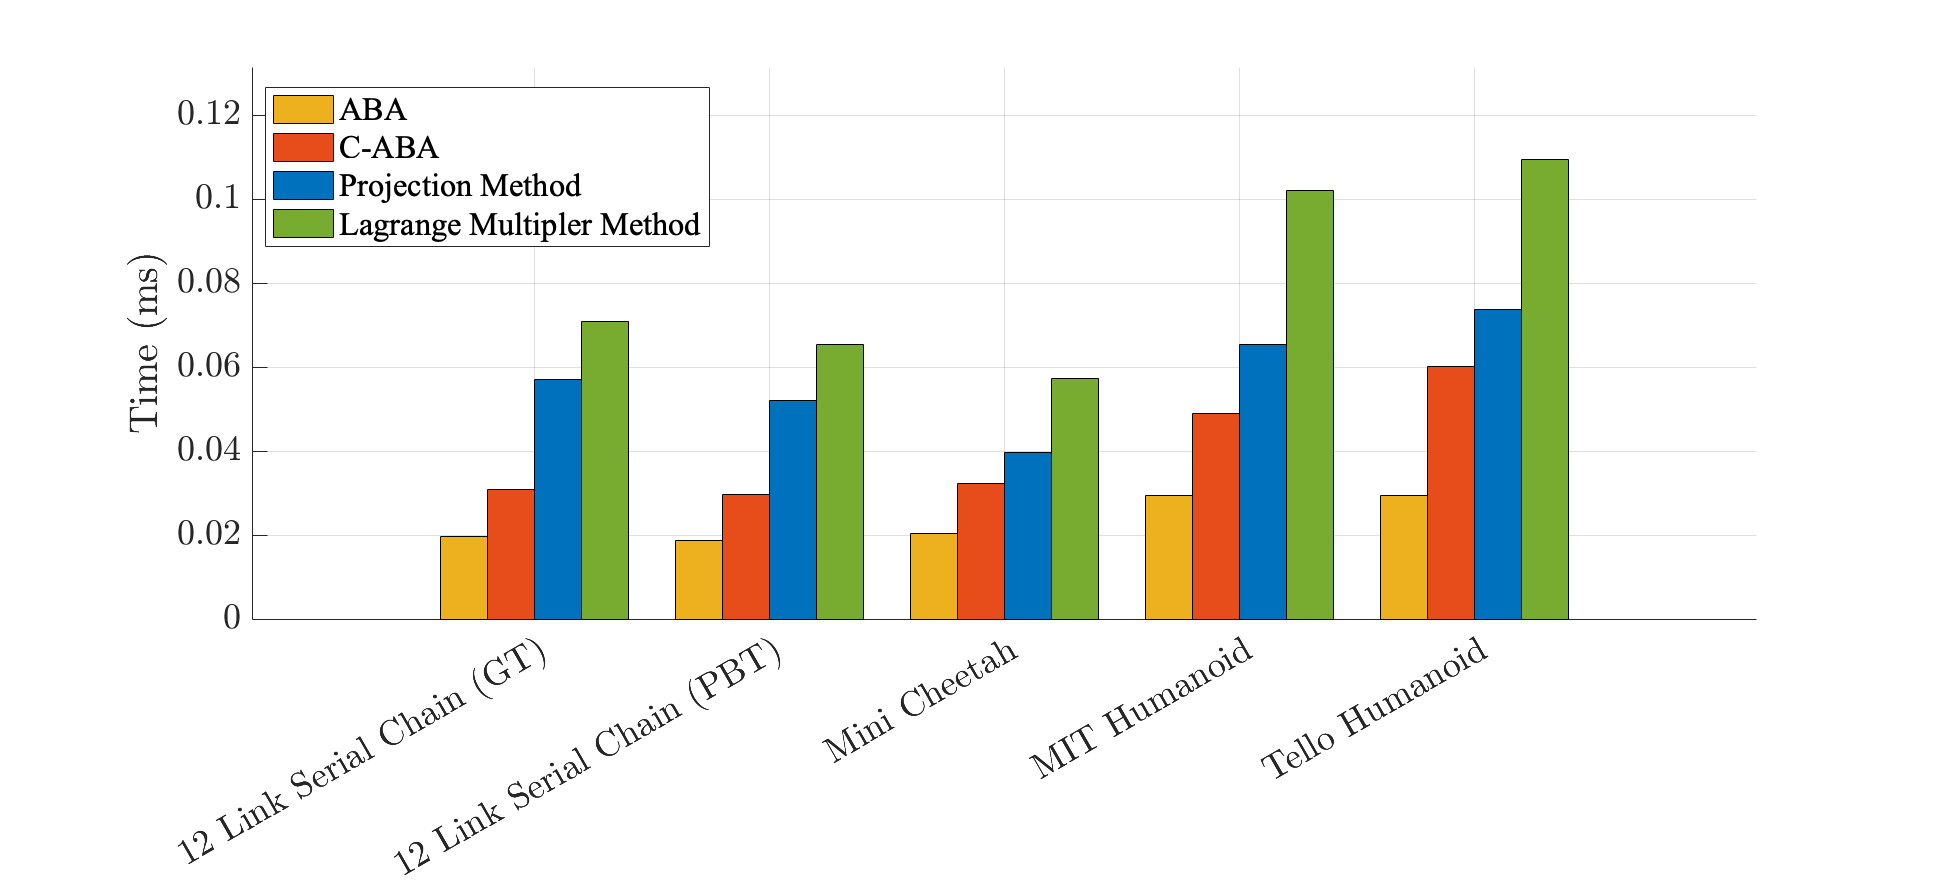 ABA
C-ABA
Projection Method
Lagrange Multipler Method
Time (ms)
0.12
0.1
0.08
0.06
0.04
0.02
0
12 Link Serial Chain (GT)
12 Link Serial Chain (PBT)
Mini Cheetah
MIT Humanoid
Tello Humanoid